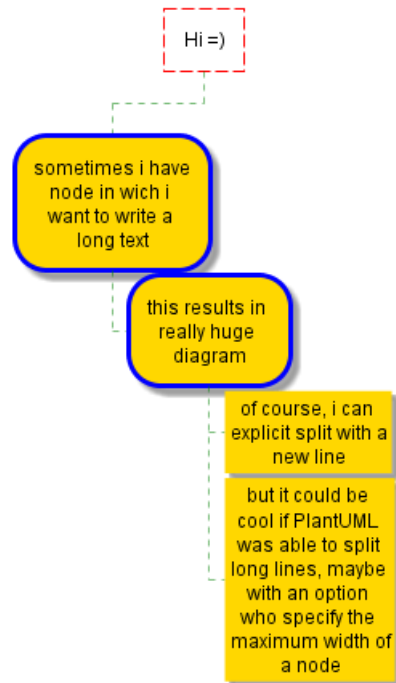 Hi =)
sometimes i have
node in wich i
want to write a
long text
this results in
really huge
diagram
of course, i can
explicit split with a
new line
but it could be
cool if PlantUML
was able to split
long lines, maybe
with an option
who specify the
maximum width of
a node